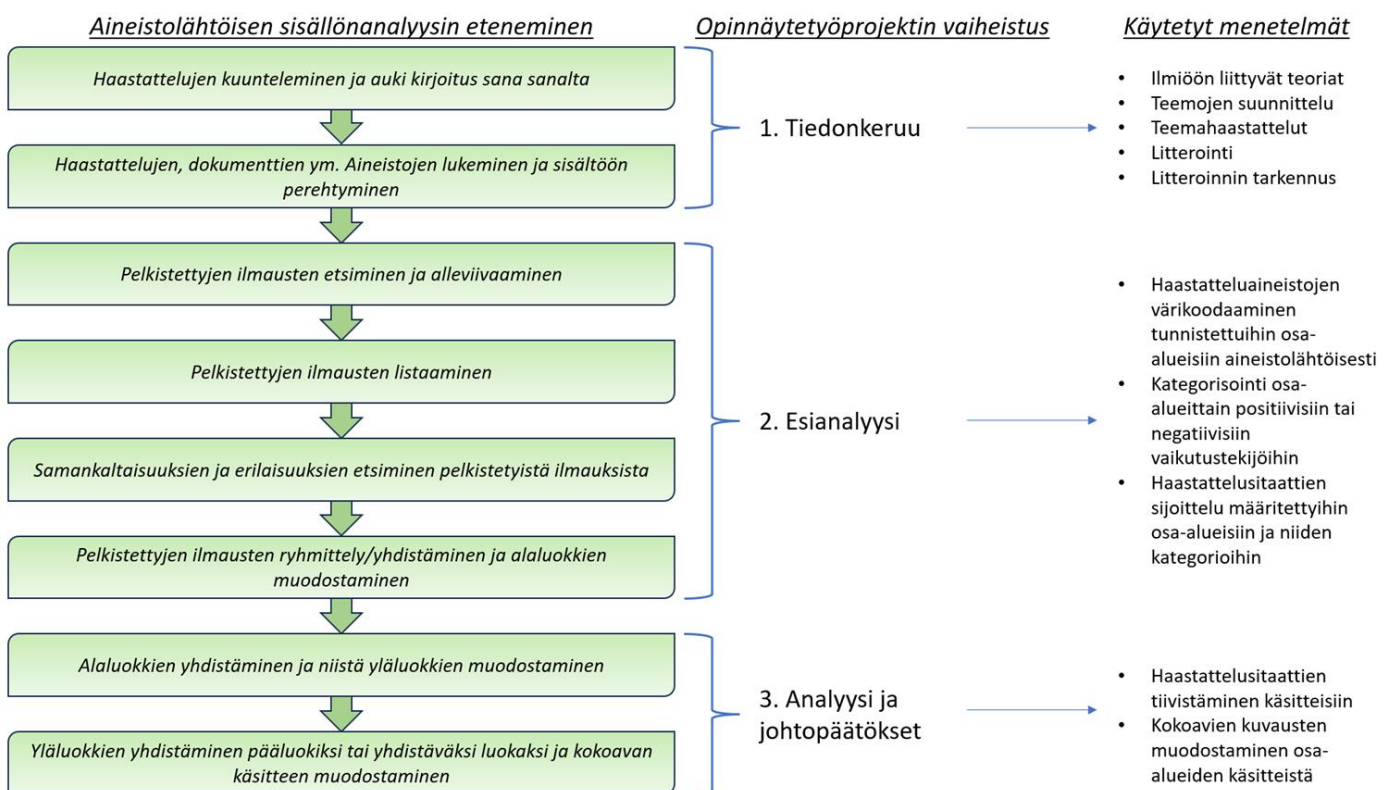 Aineistolähtöisen sisällönanalyysin eteneminen
Opinnäytetyöprojektin vaiheistus
Käytetyt menetelmät
Haastattelujen kuunteleminen ja auki kirjoitus sana sanalta
Haastattelujen, dokumenttien ym. Aineistojen lukeminen ja sisältöön
perehtyminen
1. Tiedonkeruu
• Ilmiöön liittyvät teoriat
• Teemojen suunnittelu
• Teemahaastattelut
• Litterointi
• Litteroinnin tarkennus
Pelkistettyjen ilmausten etsiminen ja alleviivaaminen
Pelkistettyjen ilmausten listaaminen
Samankaltaisuuksien ja erilaisuuksien etsiminen pelkistetyistä ilmauksista
Pelkistettyjen ilmausten ryhmittely/yhdistäminen ja alaluokkien
muodostaminen
2. Esianalyysi
• Haastatteluaineistojen
värikoodaaminen
tunnistettuihin osa-
alueisiin aineistolähtöisesti
• Kategorisointi osa-
alueittain positiivisiin tai
negatiivisiin
vaikutustekijöihin
• Haastattelusitaattien
sijoittelu määritettyihin
osa-alueisiin ja niiden
kategorioihin
Alaluokkien yhdistäminen ja niistä yläluokkien muodostaminen
Yläluokkien yhdistäminen pääluokiksi tai yhdistäväksi luokaksi ja kokoavan
käsitteen muodostaminen
3. Analyysi ja
johtopäätökset
• Haastattelusitaattien
tiivistäminen käsitteisiin
• Kokoavien kuvausten
muodostaminen osa-
alueiden käsitteistä